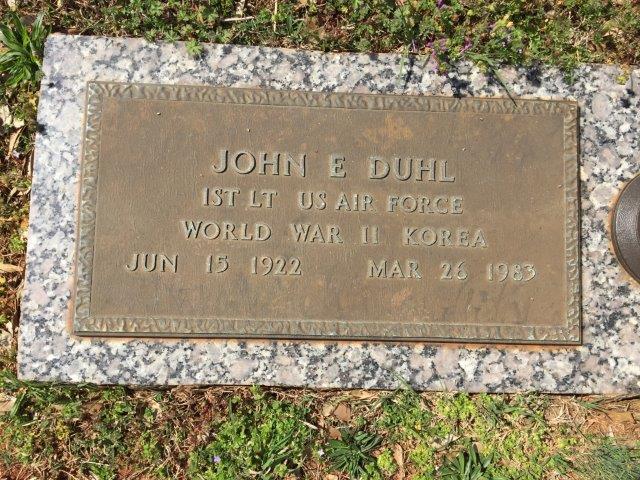 JOHN E DUHL
1ST LT US AIR FORCE
WORLD WAR II KOREA
JUN 15 1922 MAR 26 1983